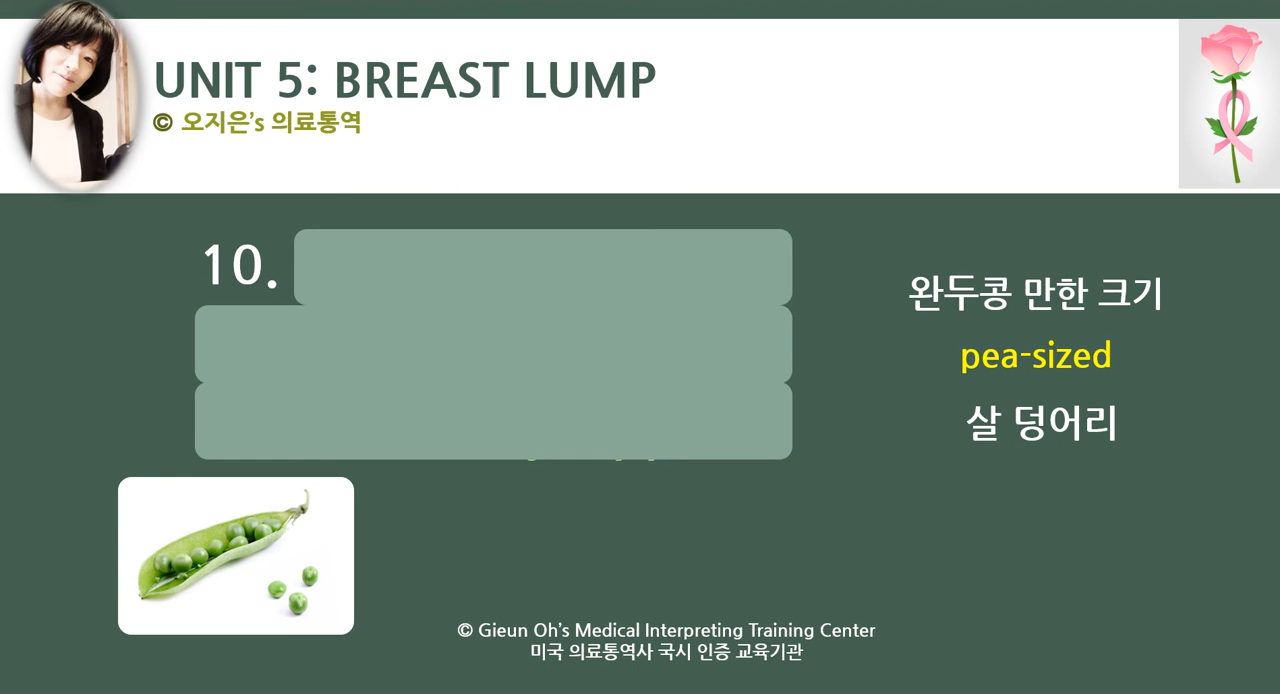 UNIT 5: BREAST LUMP
© 오지은's 의료통역
10.
완두콩 만한 크기
pea-sized
살 덩어리
© Gieun Oh's Medical Interpreting Training Center
미국 의료통역사 국시 인증 교육기관